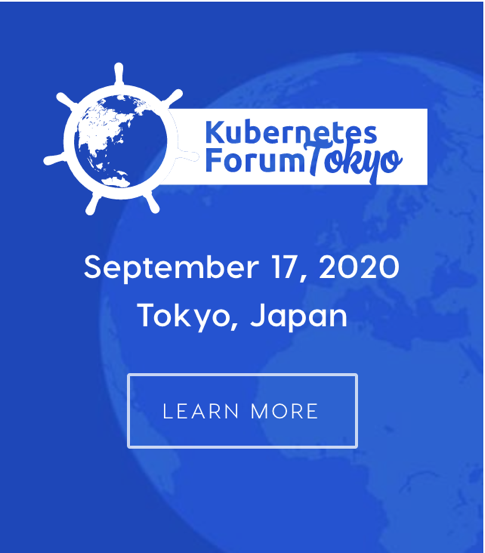 Kubernetes
Forum Tokyo
September 17, 2020
Tokyo, Japan
LEARN MORE